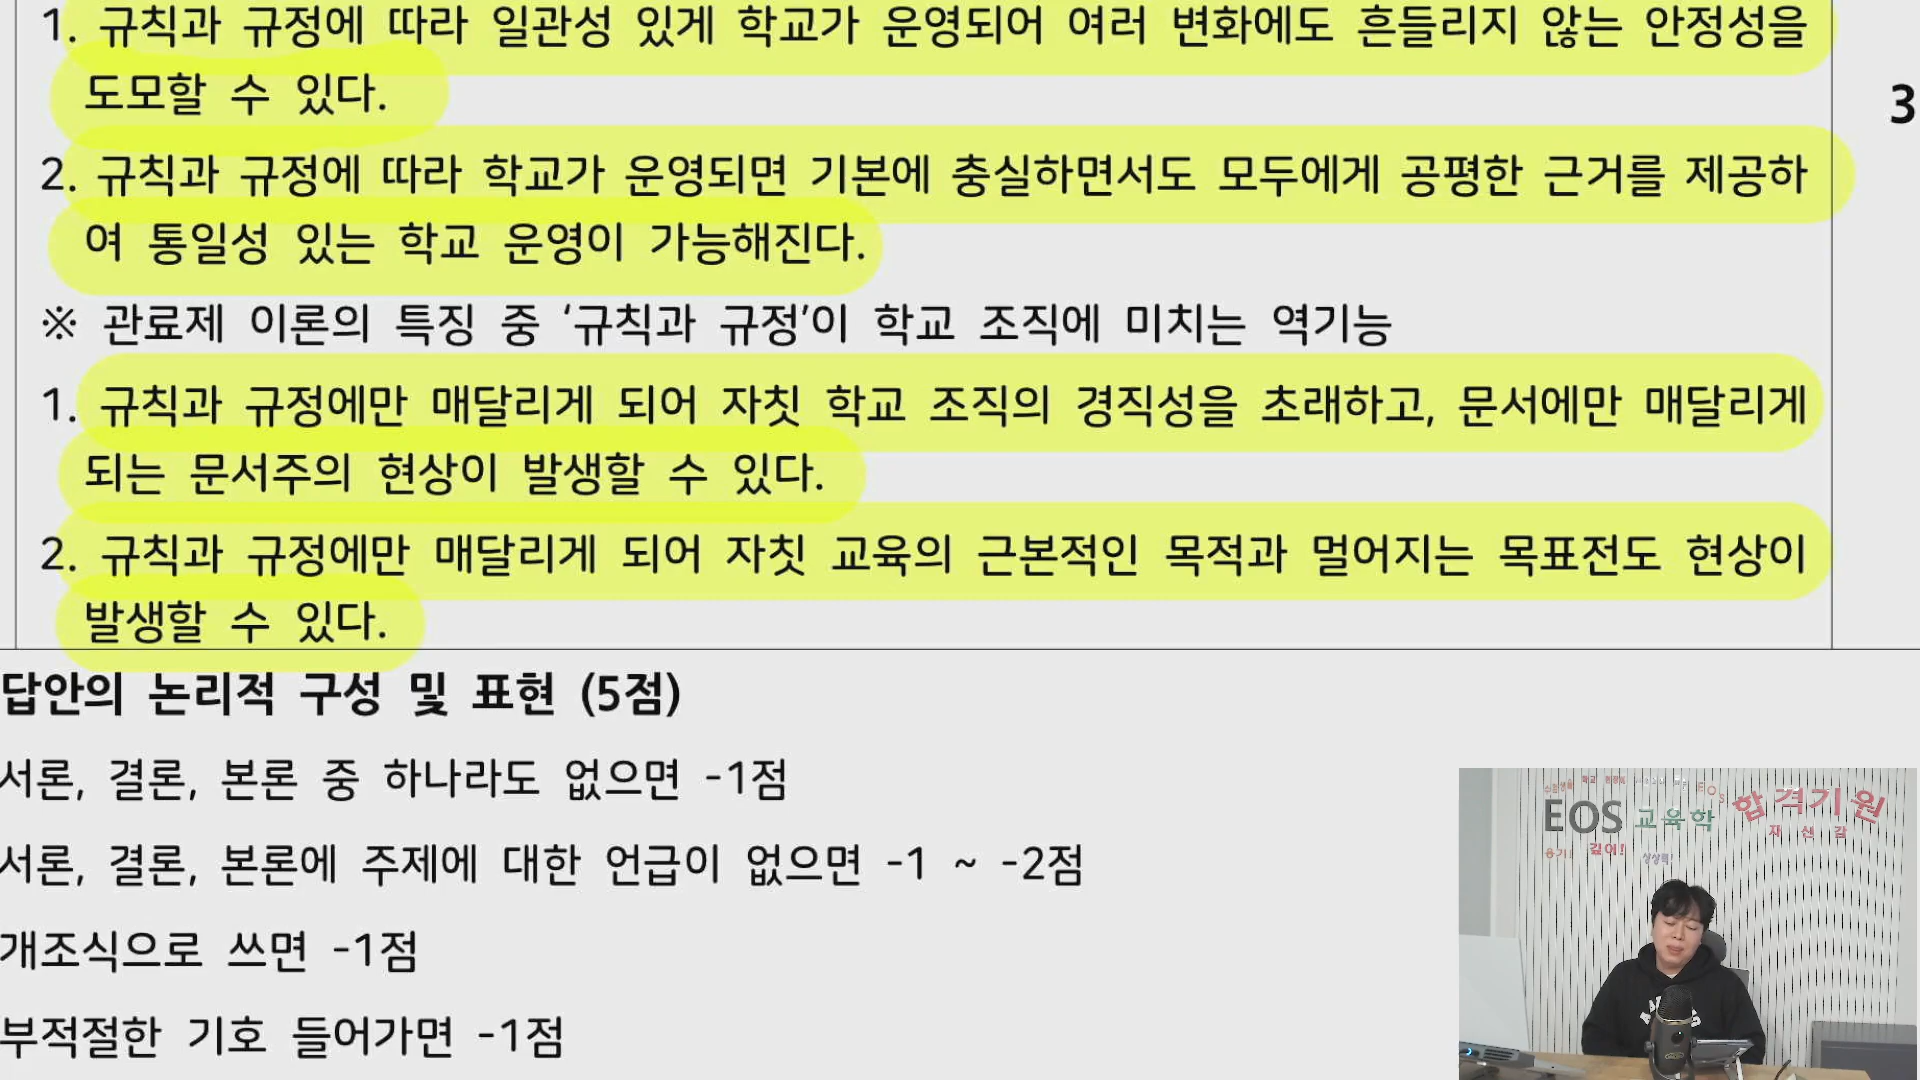 1. 규칙과 규정에 따라 일관성 있게 학교가 운영되어 여러 변화에도 흔들리지 않는 안정성을
도모할 수 있다.
3
2. 규칙과 규정에 따라 학교가 운영되면 기본에 충실하면서도 모두에게 공평한 근거를 제공하
여 통일성 있는 학교 운영이 가능해진다.
※ 관료제 이론의 특징 중 ‘규칙과 규정’이 학교 조직에 미치는 역기능
1. 규칙과 규정에만 매달리게 되어 자칫 학교 조직의 경직성을 초래하고, 문서에만 매달리게
되는 문서주의 현상이 발생할 수 있다.
2. 규칙과 규정에만 매달리게 되어 자칫 교육의 근본적인 목적과 멀어지는 목표전도 현상이
발생할 수 있다.
답안의 논리적 구성 및 표현 (5점)
서론, 결론, 본론 중 하나라도 없으면 -1점
서론, 결론, 본론에 주제에 대한 언급이 없으면 -1 ~ -2점
개조식으로 쓰면 -1점
부적절한 기호 들어가면 -1점
EOS
EOS 교육학 합격기원
자신감
용기! 깊이! 상상력!